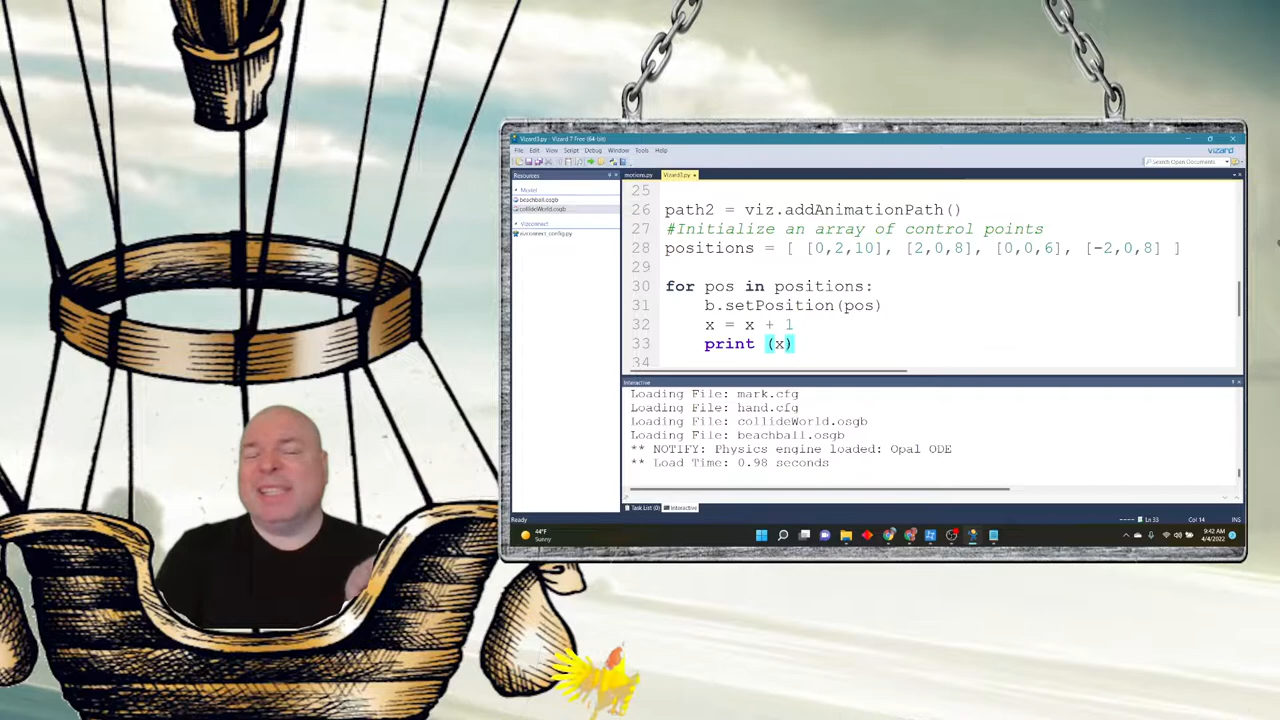 Vizard3.py - Vizard 7 Free (64-bit)
File Edit View Script Debug Window Tools Help
vizard
Search Open Documents
Resources
motions.py Vizard3.py
Model
beachball.osgb
collideWorld.osgb
Vizconnect
vizconnect_config.py
25
26 path2 = viz.addAnimationPath()
27 #Initialize an array of control points
28 positions = [ [0,2,10], [2,0,8], [0,0,6], [-2,0,8] ]
29
30 for pos in positions:
31 b.setPosition(pos)
32 x = x + 1
33 print (x)
34
Interactive
Loading File: mark.cfg
Loading File: hand.cfg
Loading File: collideWorld.osgb
Loading File: beachball.osgb
** NOTIFY: Physics engine loaded: Opal ODE
** Load Time: 0.98 seconds
Task List (0) Interactive
Ready
Ln 33 Col 14 INS
44°F
Sunny
9:42 AM
4/4/2022